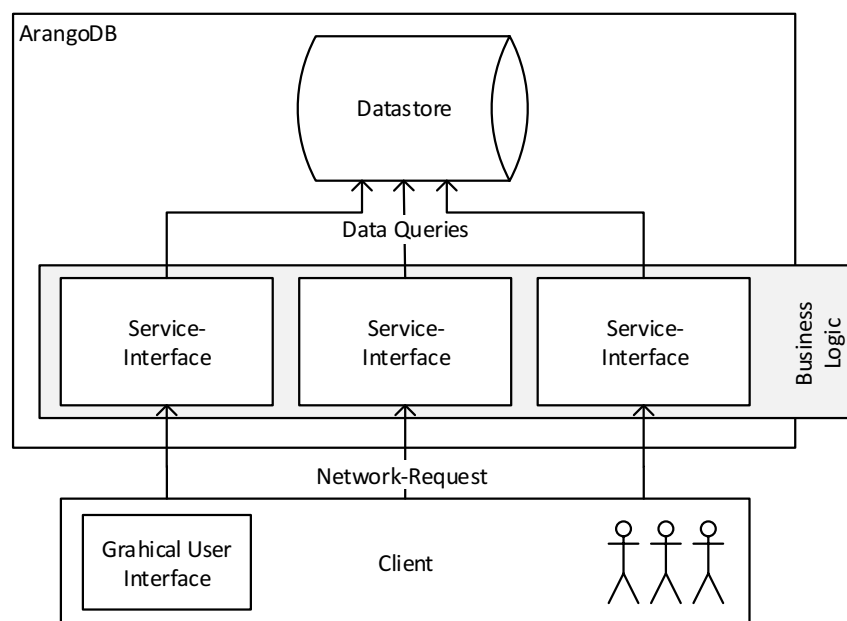 ArangoDB
Datastore
Data Queries
Service-
Interface
Service-
Interface
Service-
Interface
Business
Logic
Network-Request
Grahical User
Interface
Client